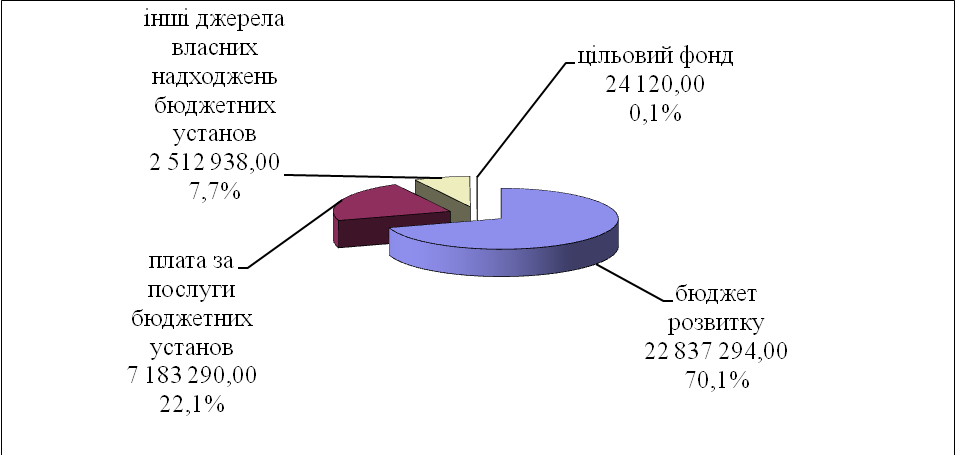 інші джерела
власних
надходжень
бюджетних
установ
2 512 938,00
7,7%
цільовий фонд
24 120,00
0,1%
плата за
послуги
бюджетних
установ
7 183 290,00
22,1%
бюджет
розвитку
22 837 294,00
70,1%